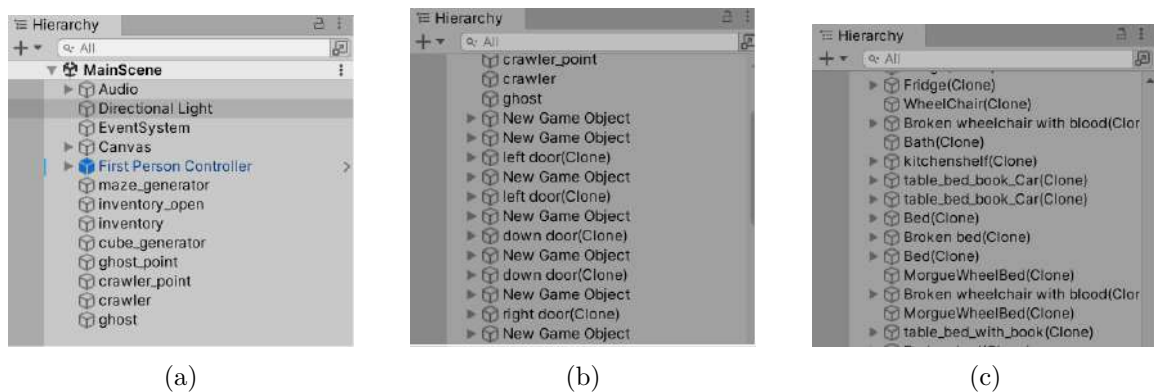 Hierarchy
All
MainScene
Audio
Directional Light
EventSystem
Canvas
First Person Controller
maze_generator
inventory_open
inventory
cube_generator
ghost_point
crawler_point
crawler
ghost
(a)
Hierarchy
All
crawler_point
crawler
ghost
New Game Object
New Game Object
left door(Clone)
New Game Object
left door(Clone)
New Game Object
down door(Clone)
New Game Object
down door(Clone)
New Game Object
right door(Clone)
New Game Object
(b)
Hierarchy
All
Fridge(Clone)
WheelChair(Clone)
Broken wheelchair with blood(Clor
Bath(Clone)
kitchenshelf(Clone)
table_bed_book_Car(Clone)
table_bed_book_Car(Clone)
Bed(Clone)
Broken bed(Clone)
Bed(Clone)
MorgueWheelBed(Clone)
Broken wheelchair with blood(Clor
MorgueWheelBed(Clone)
table_bed_with_book(Clone)
(c)